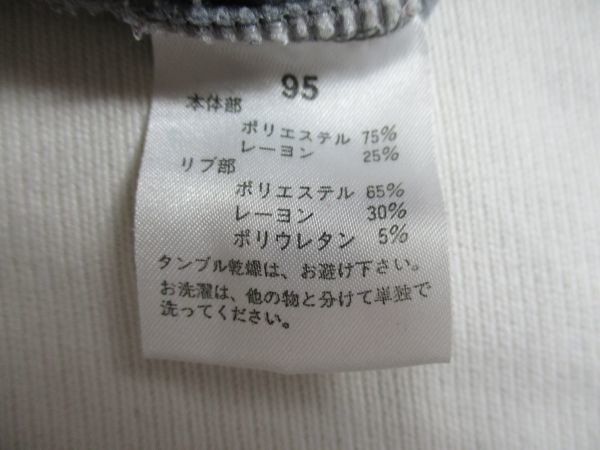 95
本体部
ポリエステル 75%
レーヨン 25%
リブ部
ポリエステル 65%
レーヨン 30%
ポリウレタン 5%
タンブル乾燥は、お避け下さい。
お洗濯は、他の物と分けて単独で
洗ってください。